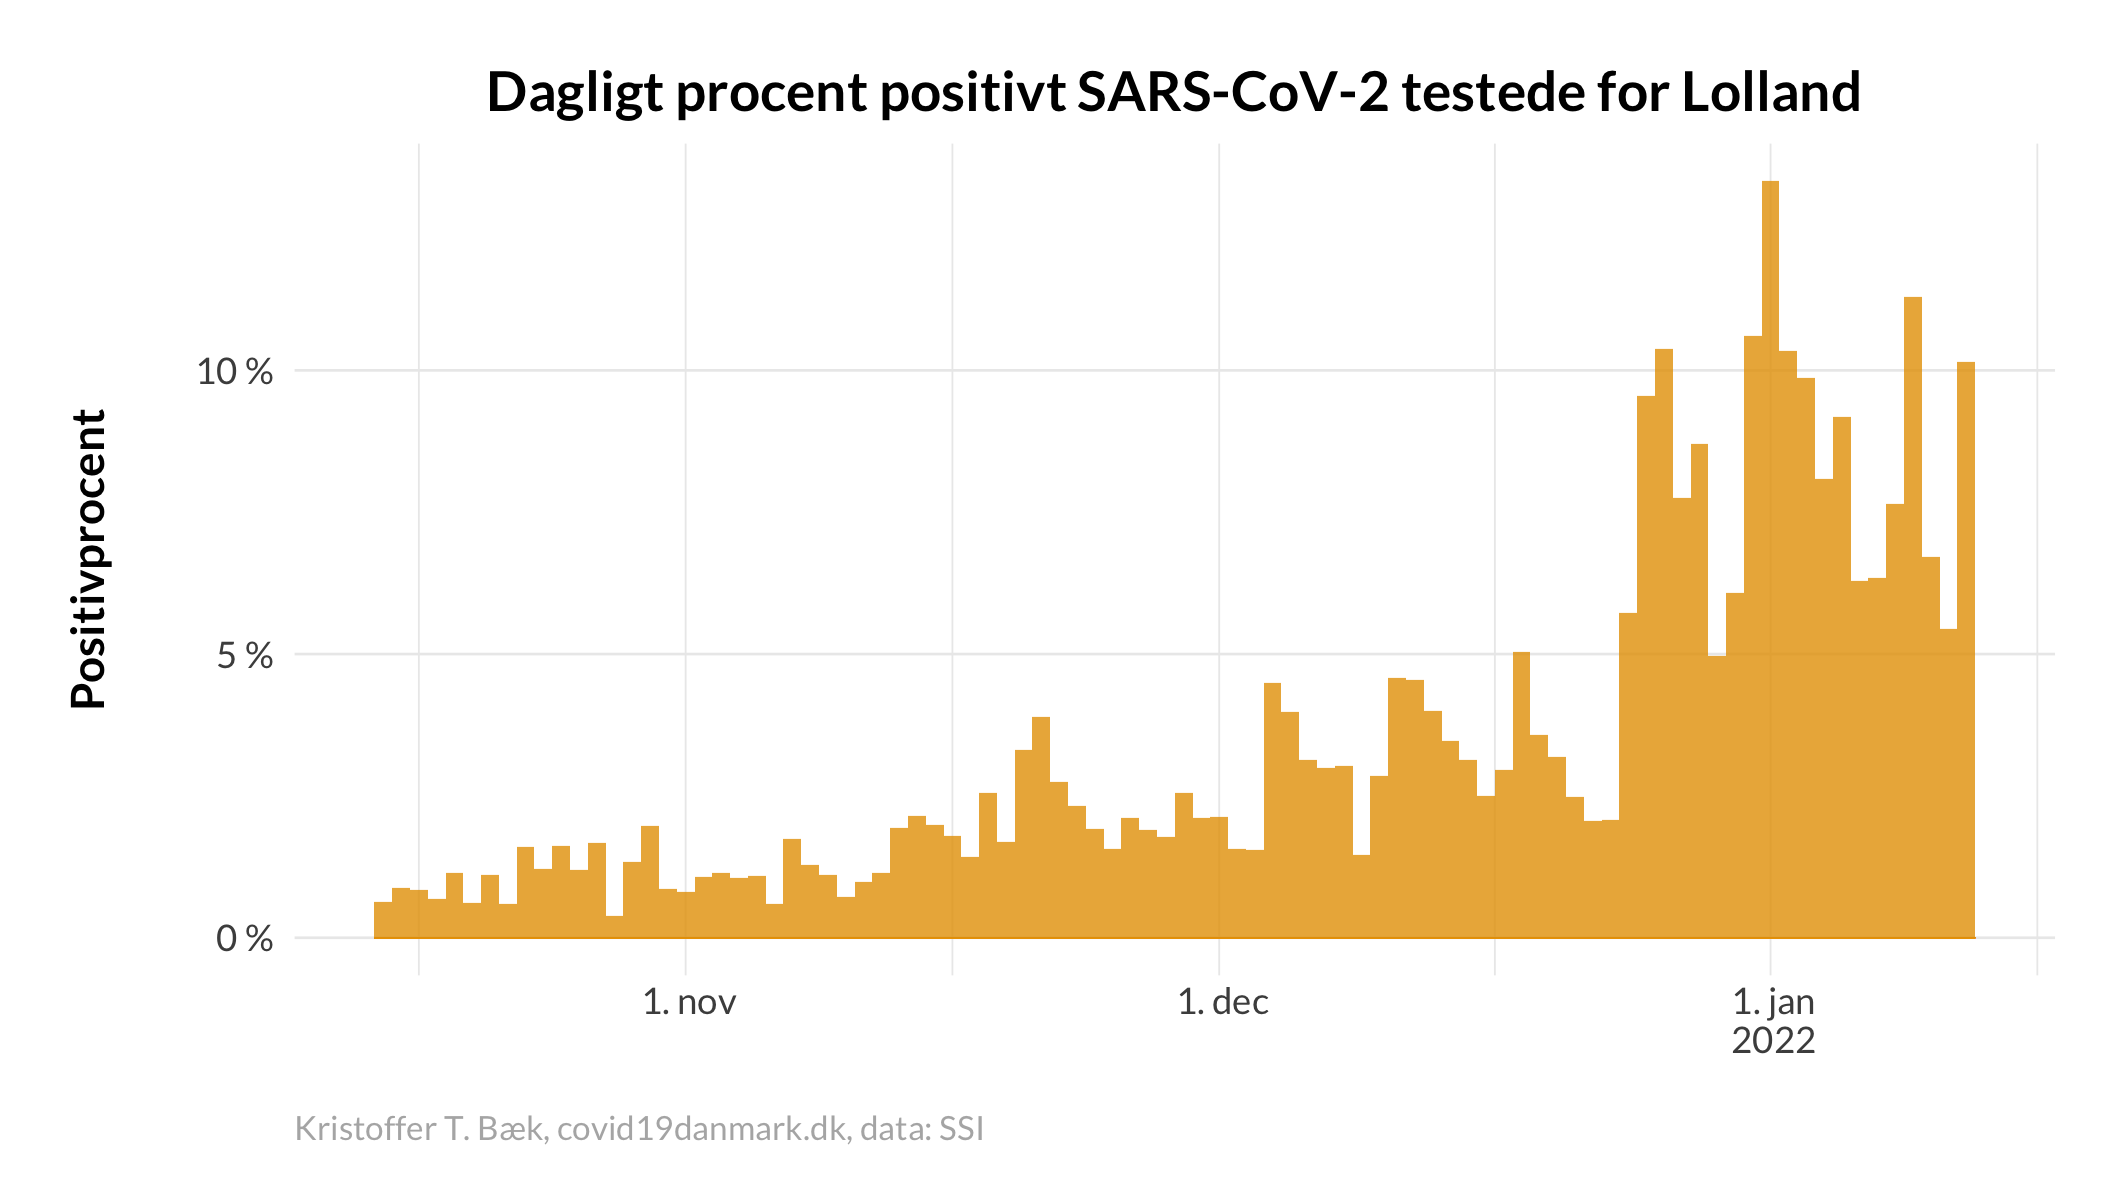 Dagligt procent positivt SARS-CoV-2 testede for Lolland
Positivprocent
10 %
5 %
0 %
1. nov
1. dec
1. jan
2022
Kristoffer T. Bæk, covid19danmark.dk, data: SSI